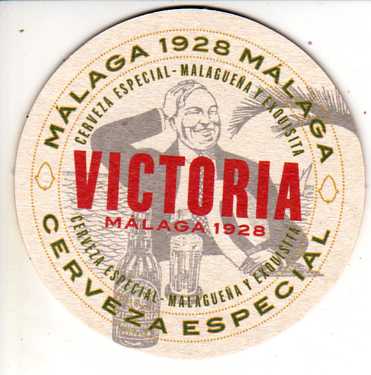 MÁLAGA 1928 MÁLAGA
CERVEZA ESPECIAL - MALAGUEÑA Y EXQUISITA
VICTORIA
MÁLAGA 1928
CERVEZA ESPECIAL - MALAGUEÑA Y EXQUISITA
CERVEZA ESPECIAL